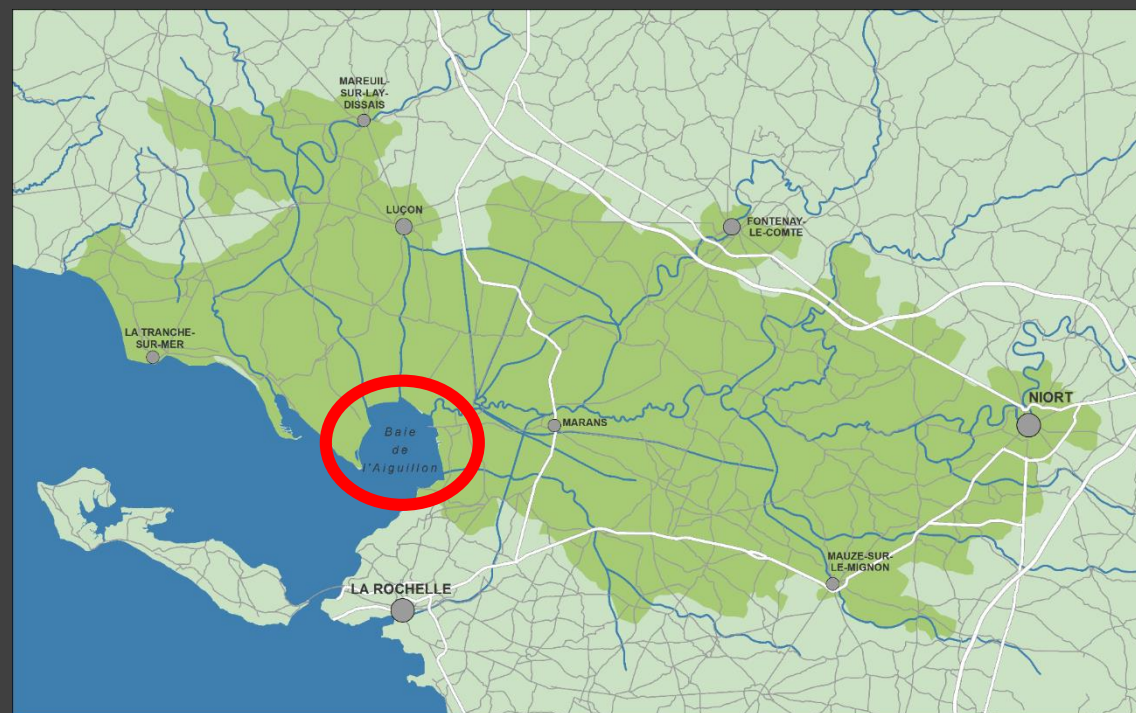 MAREUIL-
SUR-LAY-
DISSAIS
LUÇON
FONTENAY-
LE-COMTE
LA TRANCHE-
SUR-MER
NIORT
Baie
de
l'Aiguillon
MARANS
MAUZE-SUR-
LE-MIGNON
LA ROCHELLE